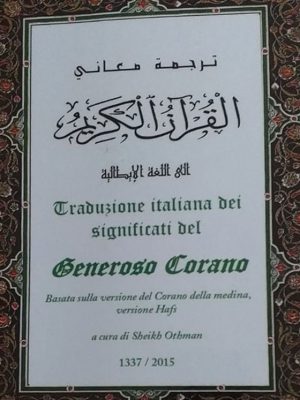 ترجمة معاني
القرآن الكريم
الى اللغة الإيطالية
Traduzione italiana dei
significati del
Generoso Corano
Basata sulla versione del Corano della medina,
versione Hafs
a cura di Sheikh Othman
1337 / 2015